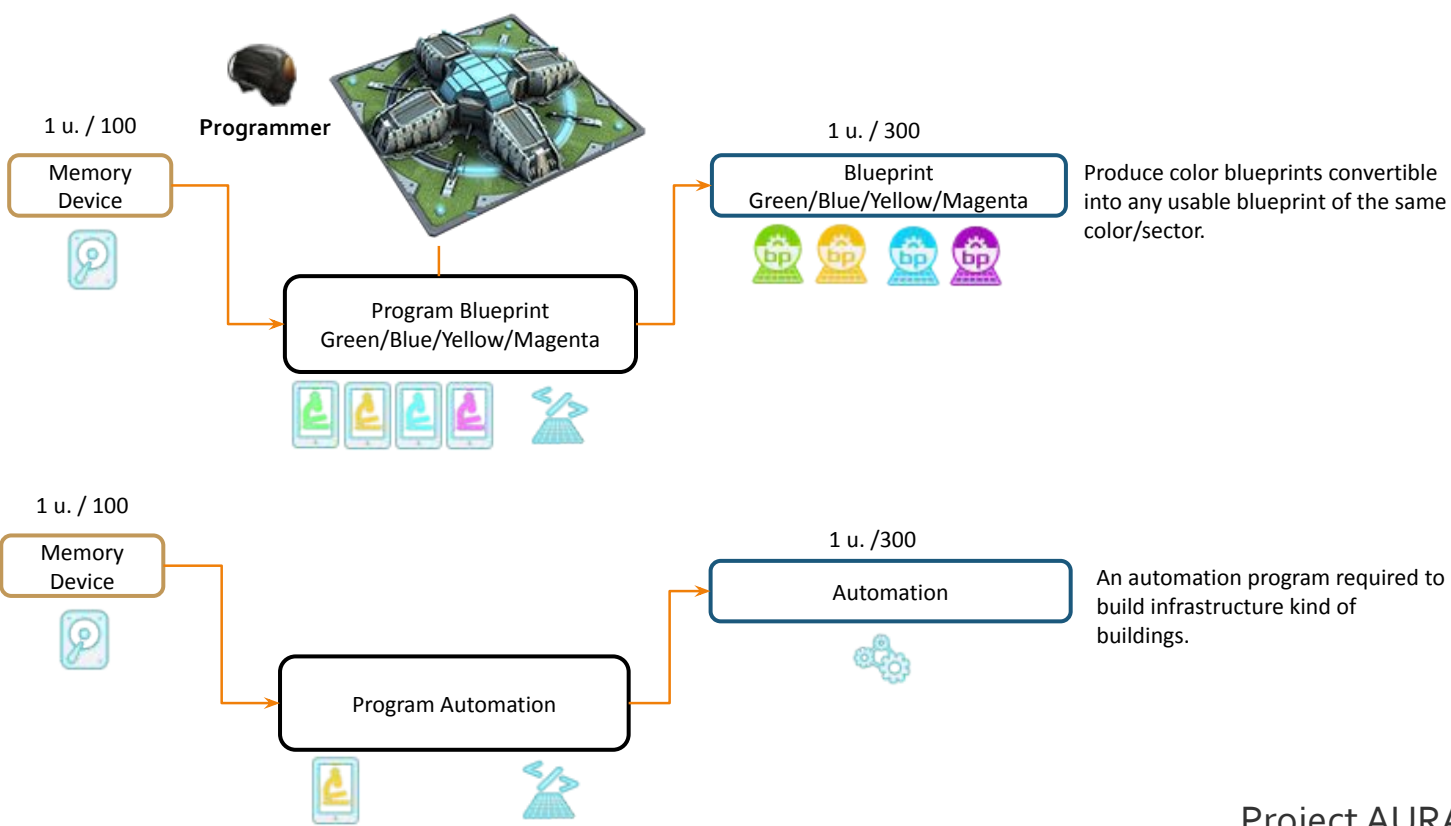 1 u. / 100
Programmer
1 u. / 300
Memory
Device
Blueprint
Green/Blue/Yellow/Magenta
Produce color blueprints convertible
into any usable blueprint of the same
color/sector.
bp
bp
bp
bp
Program Blueprint
Green/Blue/Yellow/Magenta
1 u. / 100
Memory
Device
1 u. /300
Automation
An automation program required to
build infrastructure kind of
buildings.
Program Automation
Project AURA